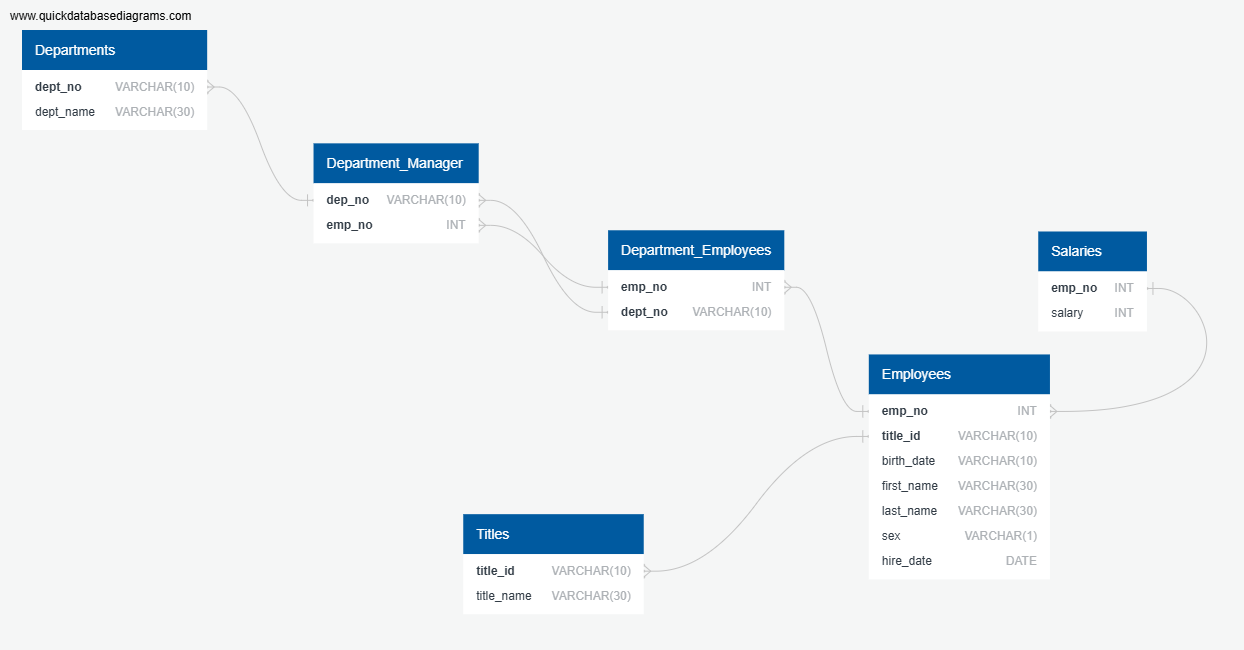 www.quickdatabasediagrams.com
Departments
dept_no VARCHAR(10)
dept_name VARCHAR(30)
Department_Manager
dep_no VARCHAR(10)
emp_no INT
Department_Employees
emp_no INT
dept_no VARCHAR(10)
Salaries
emp_no INT
salary INT
Employees
emp_no INT
title_id VARCHAR(10)
birth_date VARCHAR(10)
first_name VARCHAR(30)
last_name VARCHAR(30)
sex VARCHAR(1)
hire_date DATE
Titles
title_id VARCHAR(10)
title_name VARCHAR(30)